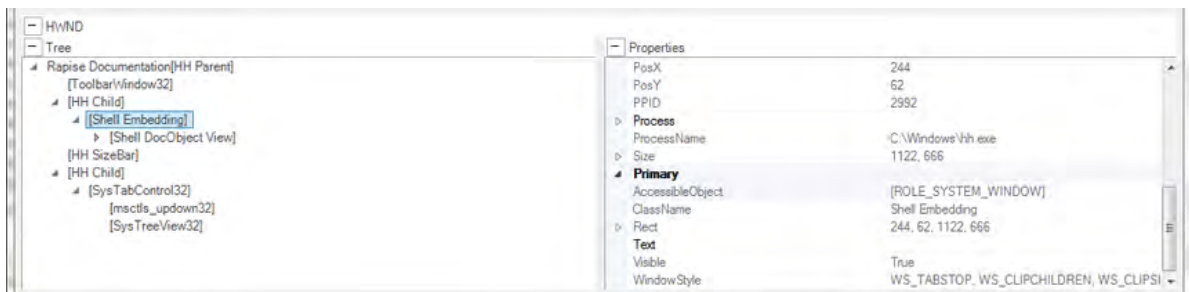 HWND
Tree
Rapise Documentation[HH Parent]
[ToolbarWindow32]
[HH Child]
[Shell Embedding]
[Shell DocObject View]
[HH SizeBar]
[HH Child]
[SysTabControl32]
[msctls_updown32]
[SysTreeView32]
Properties
PosX 244
PosY 62
PPID 2992
Process
ProcessName C:\Windows\hh.exe
Size 1122, 666
Primary
AccessibleObject [ROLE_SYSTEM_WINDOW]
ClassName Shell Embedding
Rect 244, 62, 1122, 666
Text
Visible True
WindowStyle WS_TABSTOP, WS_CLIPCHILDREN, WS_CLIPSI